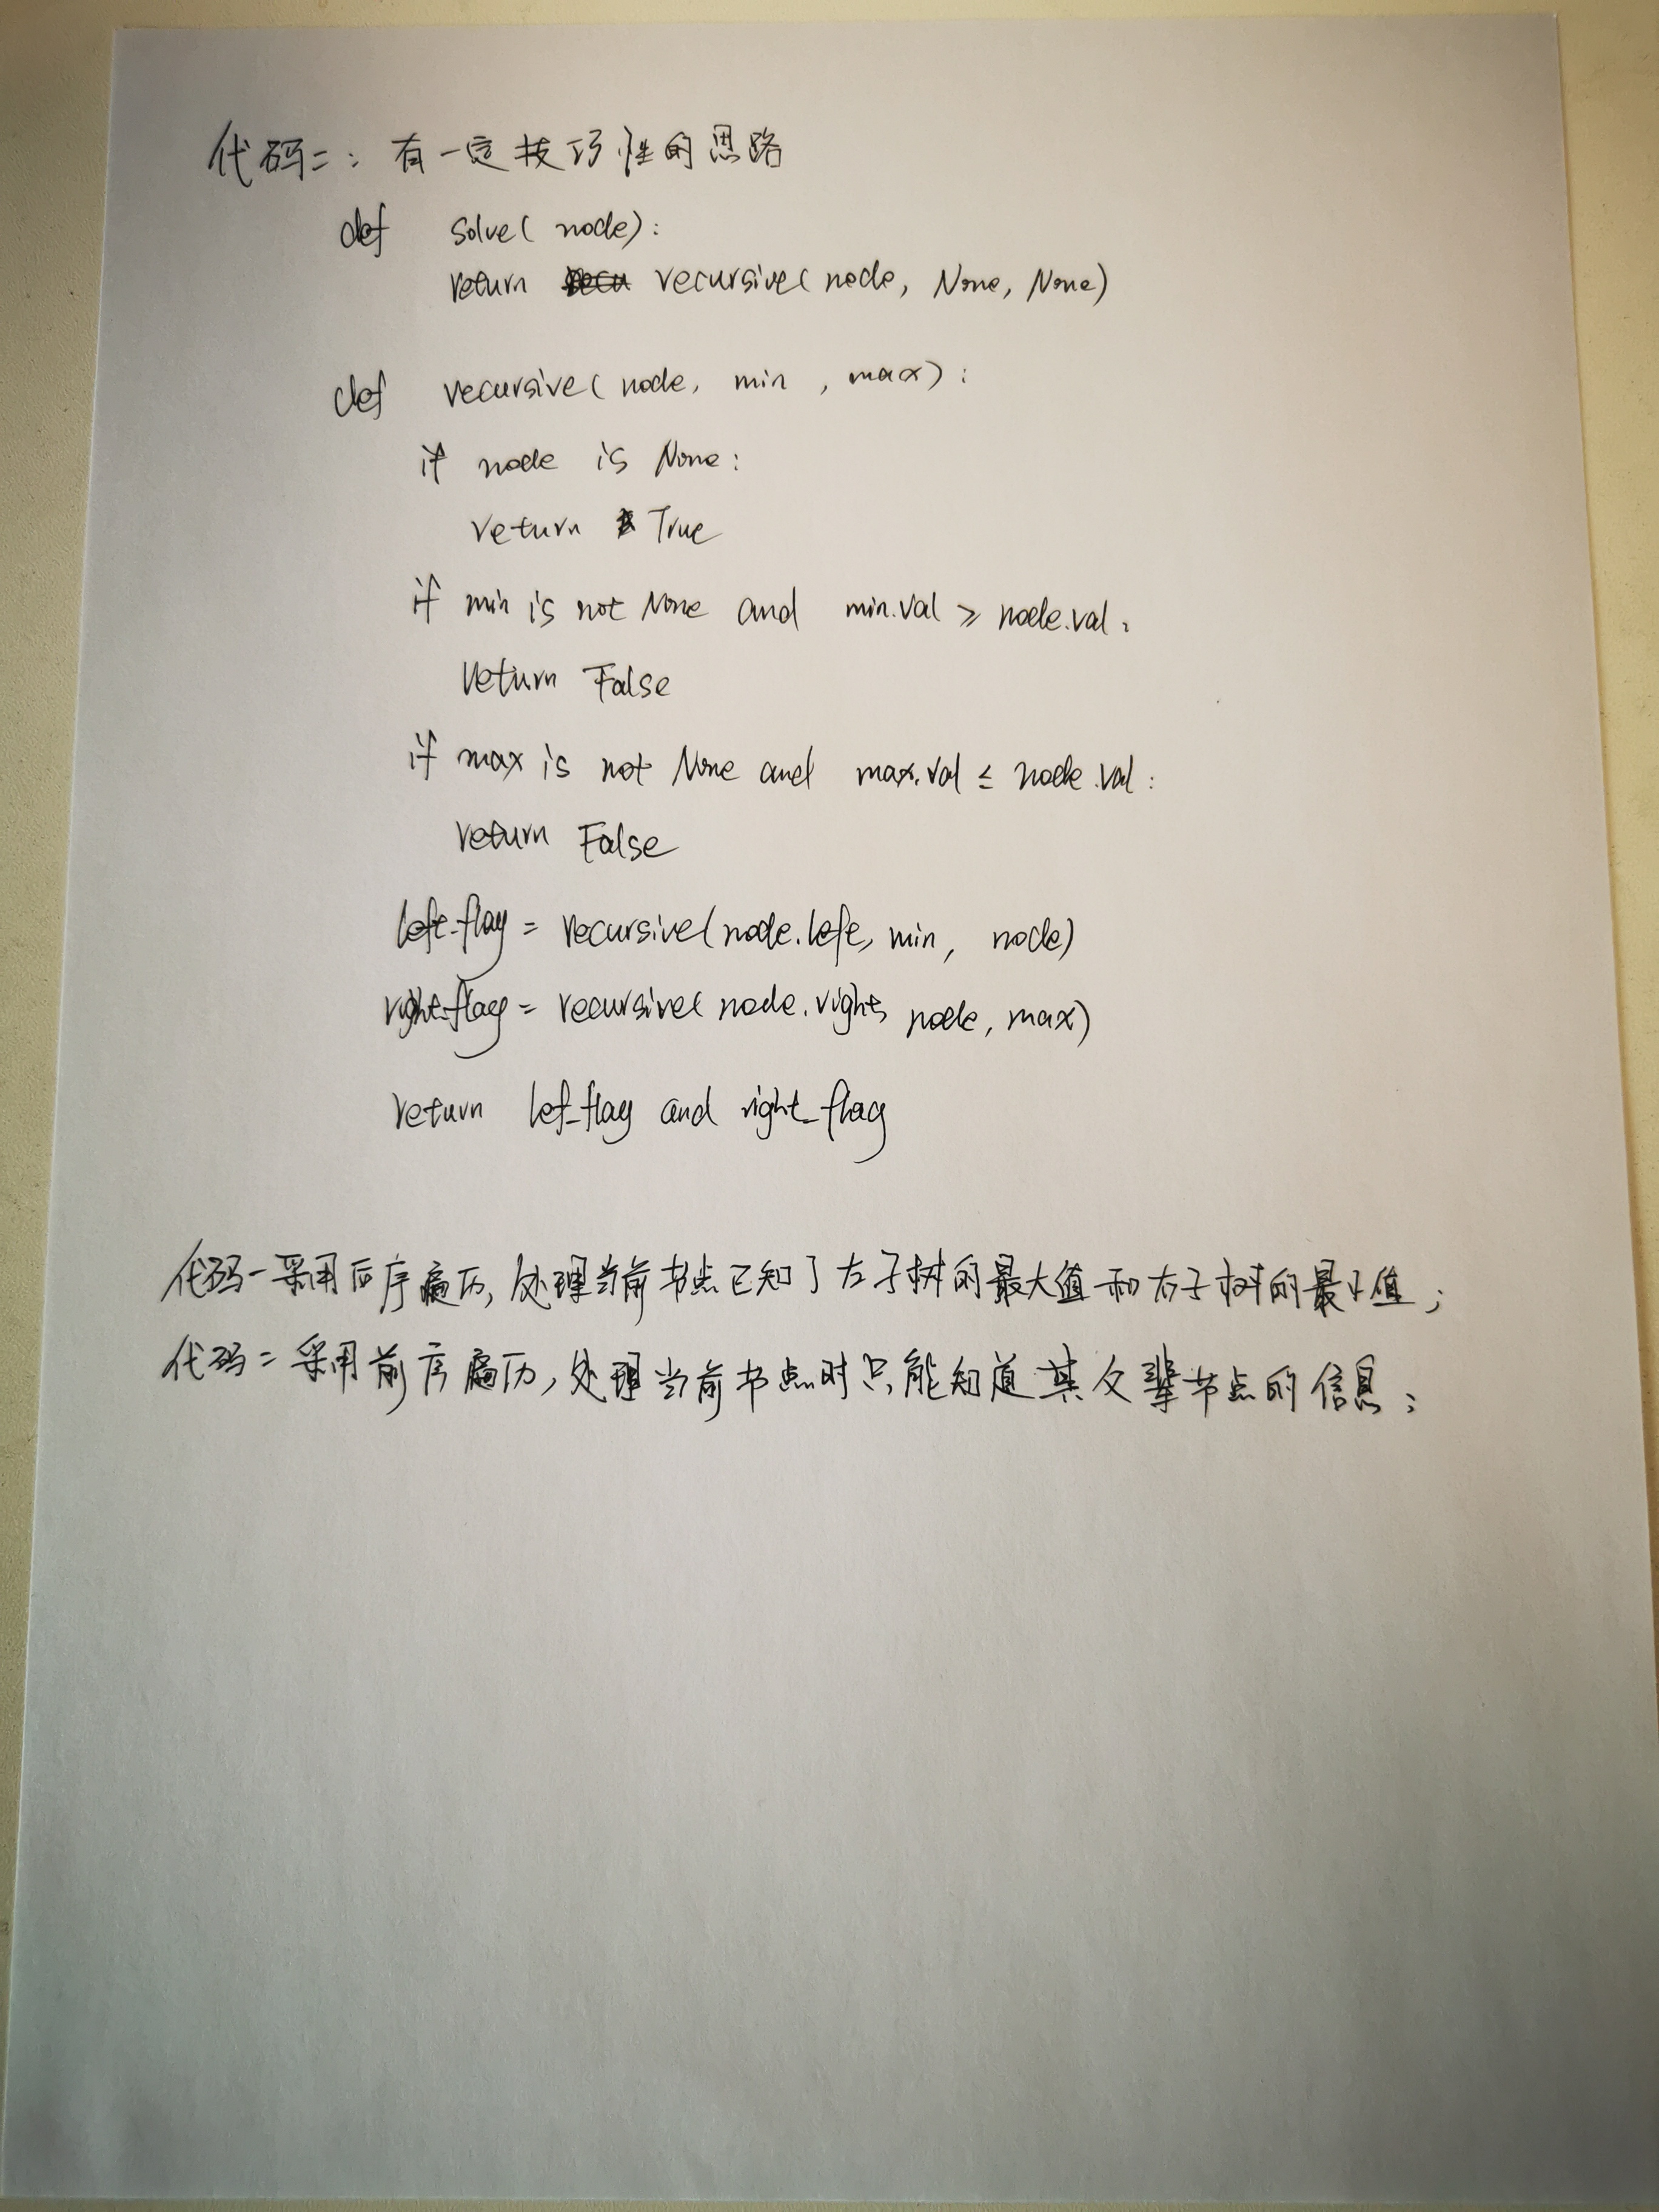 代码二：有一定技巧性的思路
def solve( node):
return recursive( node, None, None)
def recursive( node, min , max) :
if node is None:
return True
if min is not None and min.val ≥ node.val :
return False
if max is not None and max.val ≤ node.val :
return False
left_flag = recursive(node.left, min, node)
right_flag = recursive( node.right, node, max)
return lef_flag and right_flag
代码一采用后序遍历, 处理当前节点已知了左子树的最大值和右子树的最小值；
代码二采用前序遍历, 处理当前节点时只能知道其父辈节点的信息；